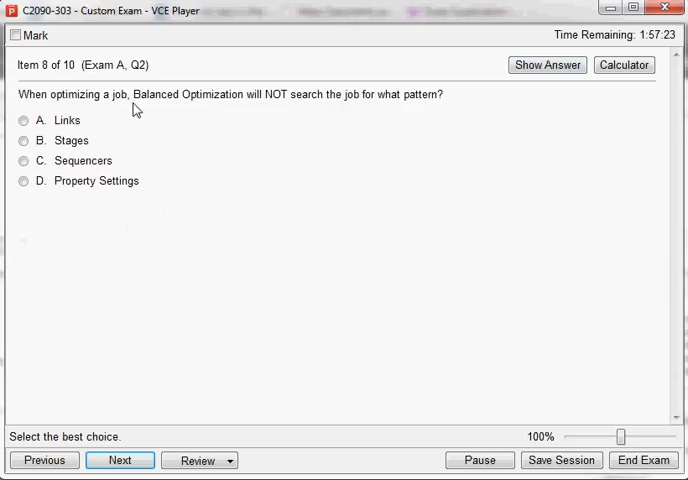 C2090-303 - Custom Exam - VCE Player
Mark
Time Remaining: 1:57:23
Item 8 of 10 (Exam A, Q2)
Show Answer
Calculator
When optimizing a job, Balanced Optimization will NOT search the job for what pattern?
A. Links
B. Stages
C. Sequencers
D. Property Settings
Select the best choice.
100%
Previous
Next
Review
Pause
Save Session
End Exam